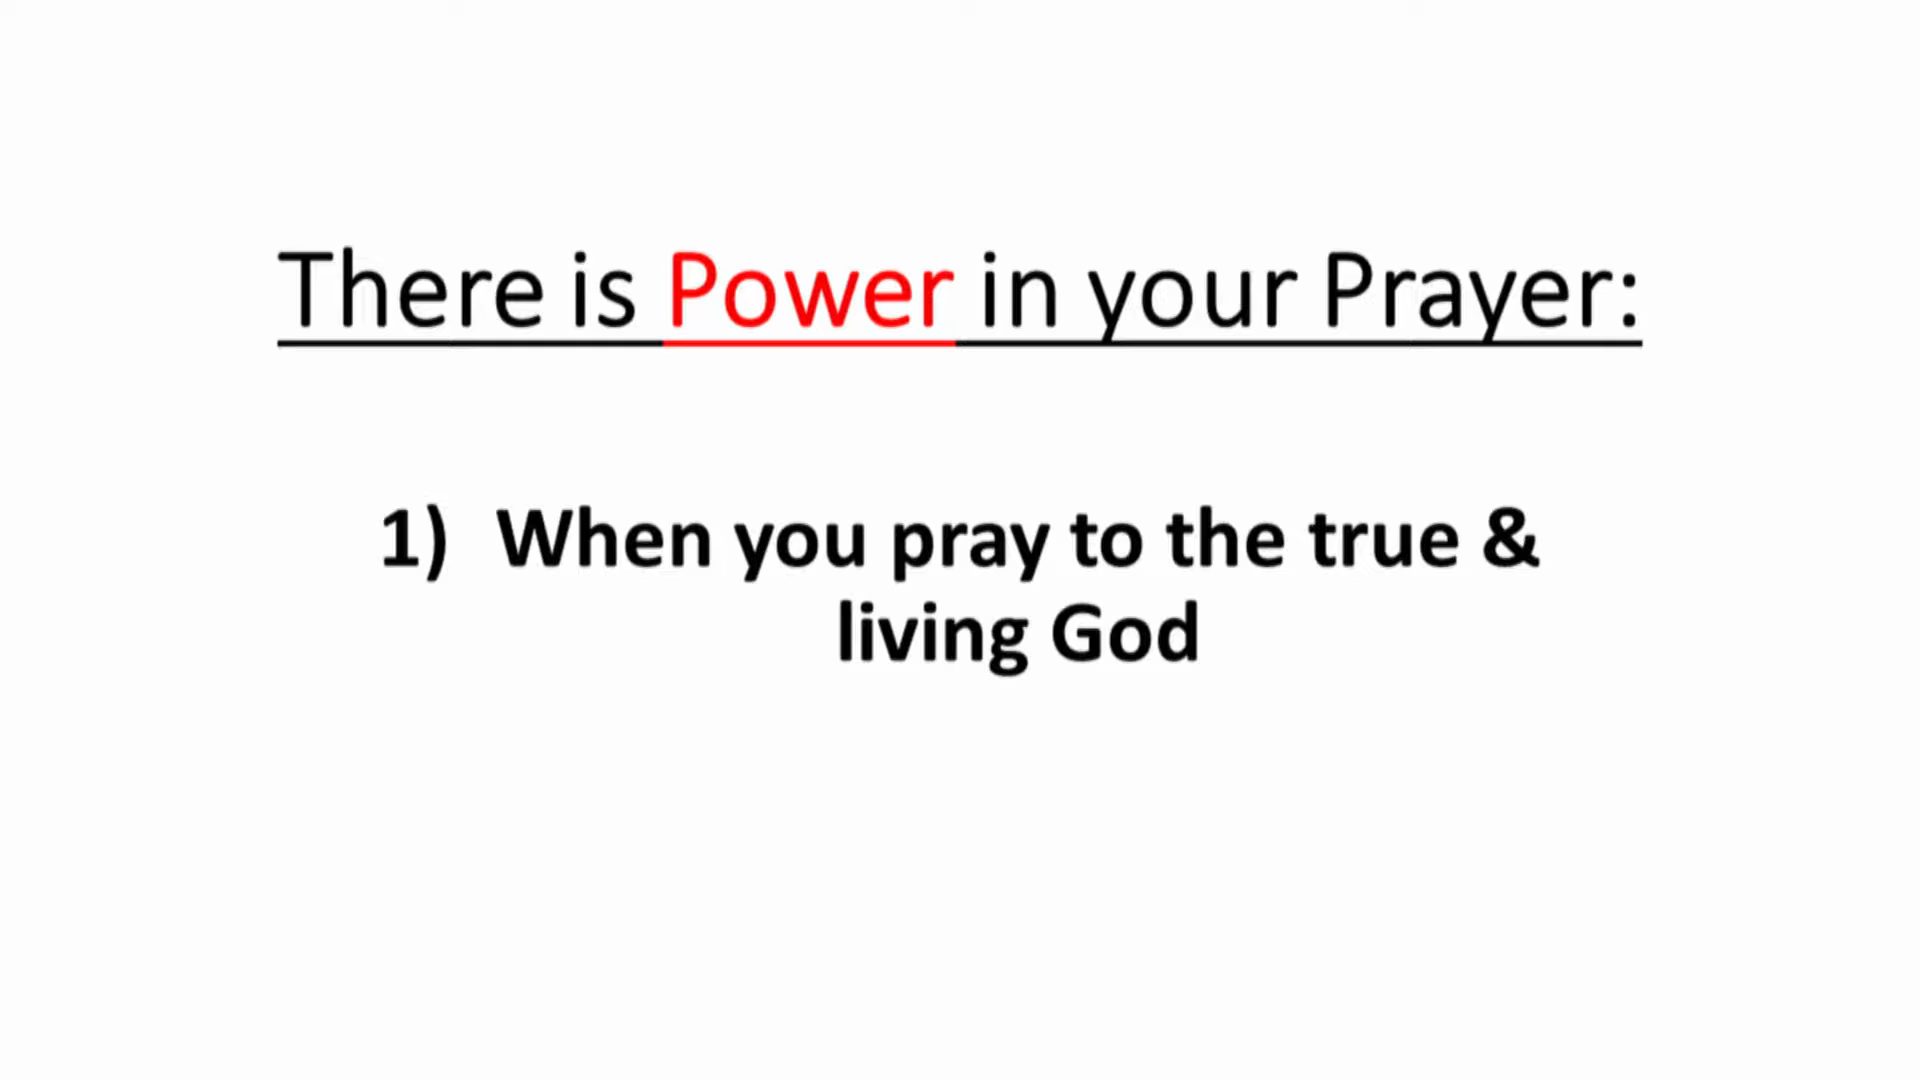 There is Power in your Prayer:
1) When you pray to the true &
living God